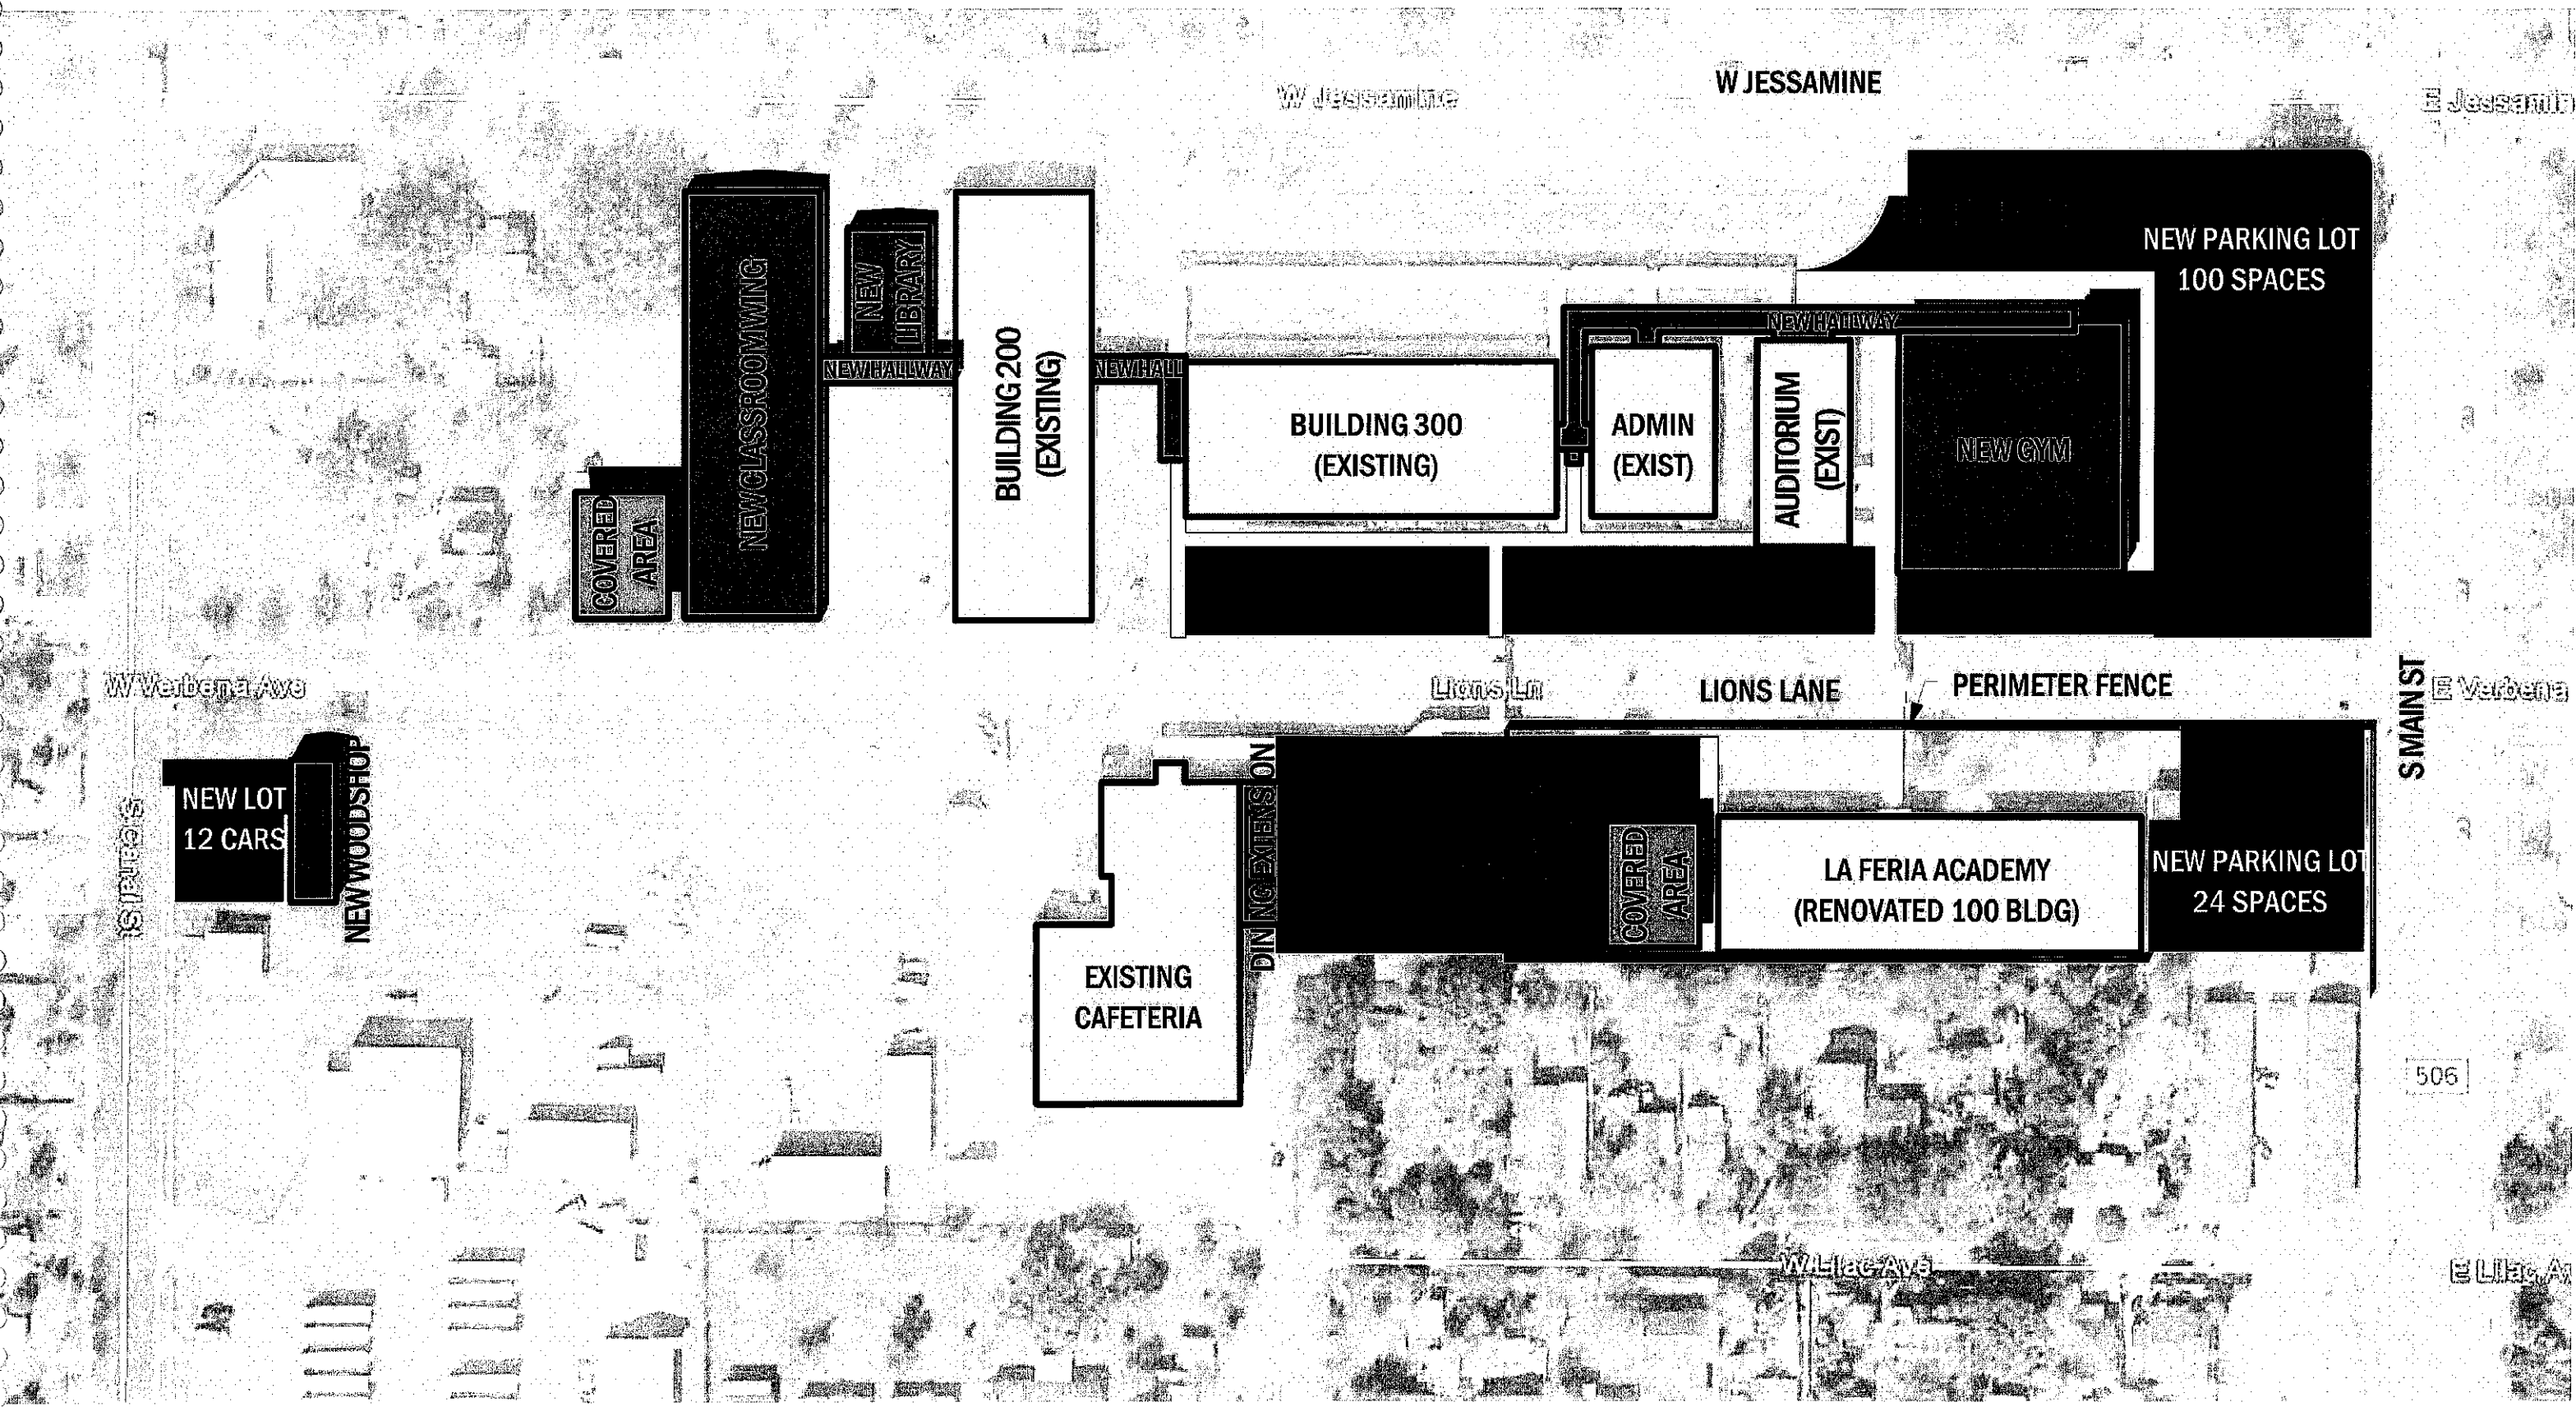 W JESSAMINE
W Jessamine
E Jessamin
NEW PARKING LOT
100 SPACES
NEW CLASSROOM WING
NEW
LIBRARY
NEW HALLWAY
BUILDING 200
(EXISTING)
NEW HALL
BUILDING 300
(EXISTING)
NEW HALLWAY
ADMIN
(EXIST)
AUDITORIUM
(EXIST)
NEW GYM
COVERED
AREA
W Verbena Ave
Lions Ln
LIONS LANE
PERIMETER FENCE
S MAIN ST
E Verbena
NEW LOT
12 CARS
NEW WOODSHOP
S Canal St
DINING EXTENSION
EXISTING
CAFETERIA
COVERED
AREA
LA FERIA ACADEMY
(RENOVATED 100 BLDG)
NEW PARKING LOT
24 SPACES
506
W Lilac Ave
E Lilac A